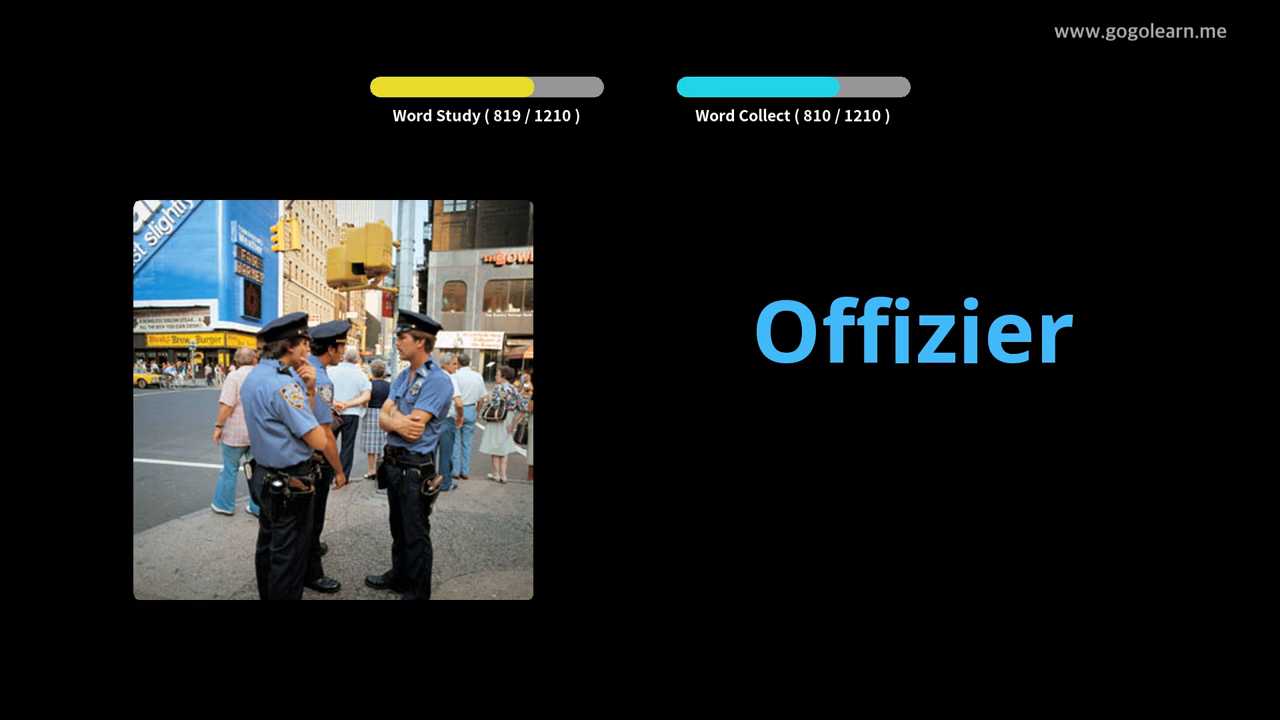 www.gogolearn.me
Word Study ( 819 / 1210 )
Word Collect ( 810 / 1210 )
st slightly
Brew Burger
Offizier